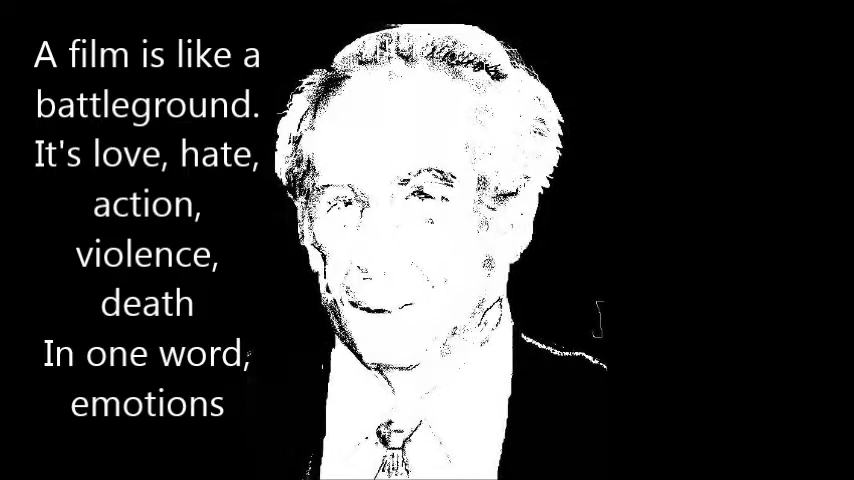 A film is like a
battleground.
It's love, hate,
action,
violence,
death
In one word,
emotions